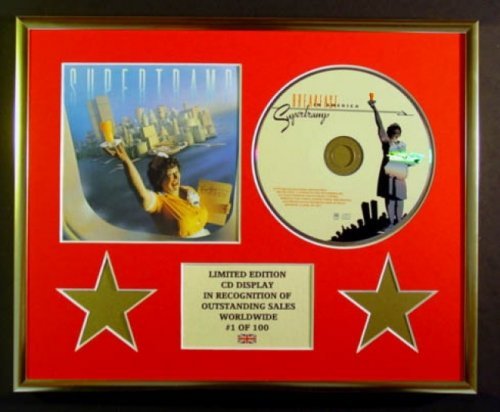 SUPERTRAMP
BREAKFAST
IN AMERICA
Supertramp
LIMITED EDITION
CD DISPLAY
IN RECOGNITION OF
OUTSTANDING SALES
WORLDWIDE
#1 OF 100